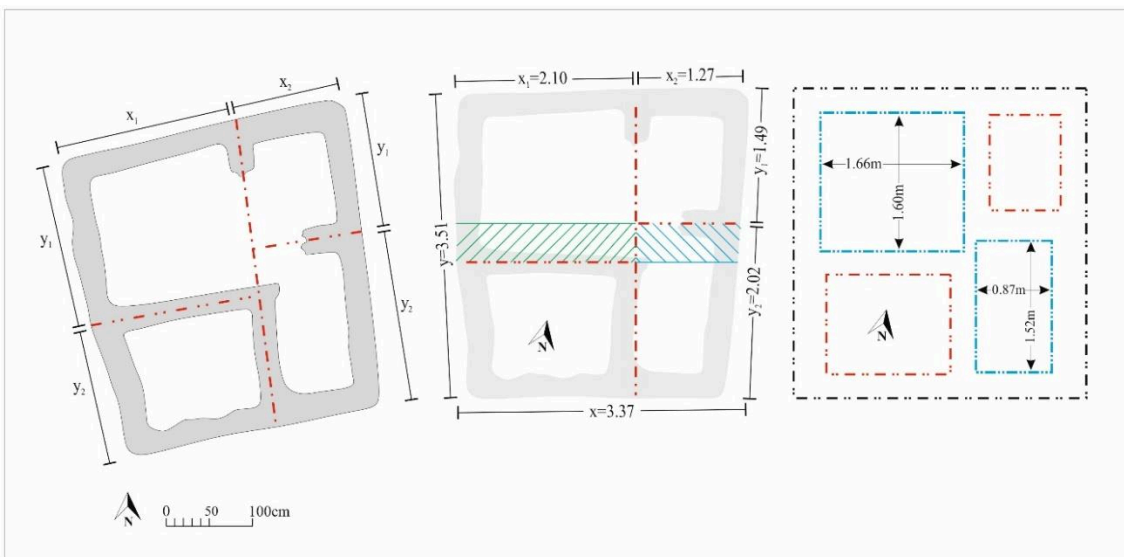 x₁
x₂
y₁
y₂
y₁
y₂
N
0 50 100cm
x₁=2.10
x₂=1.27
y=3.51
y₁=1.49
y₂=2.02
x=3.37
N
1.66m
1.60m
0.87m
1.52m
N